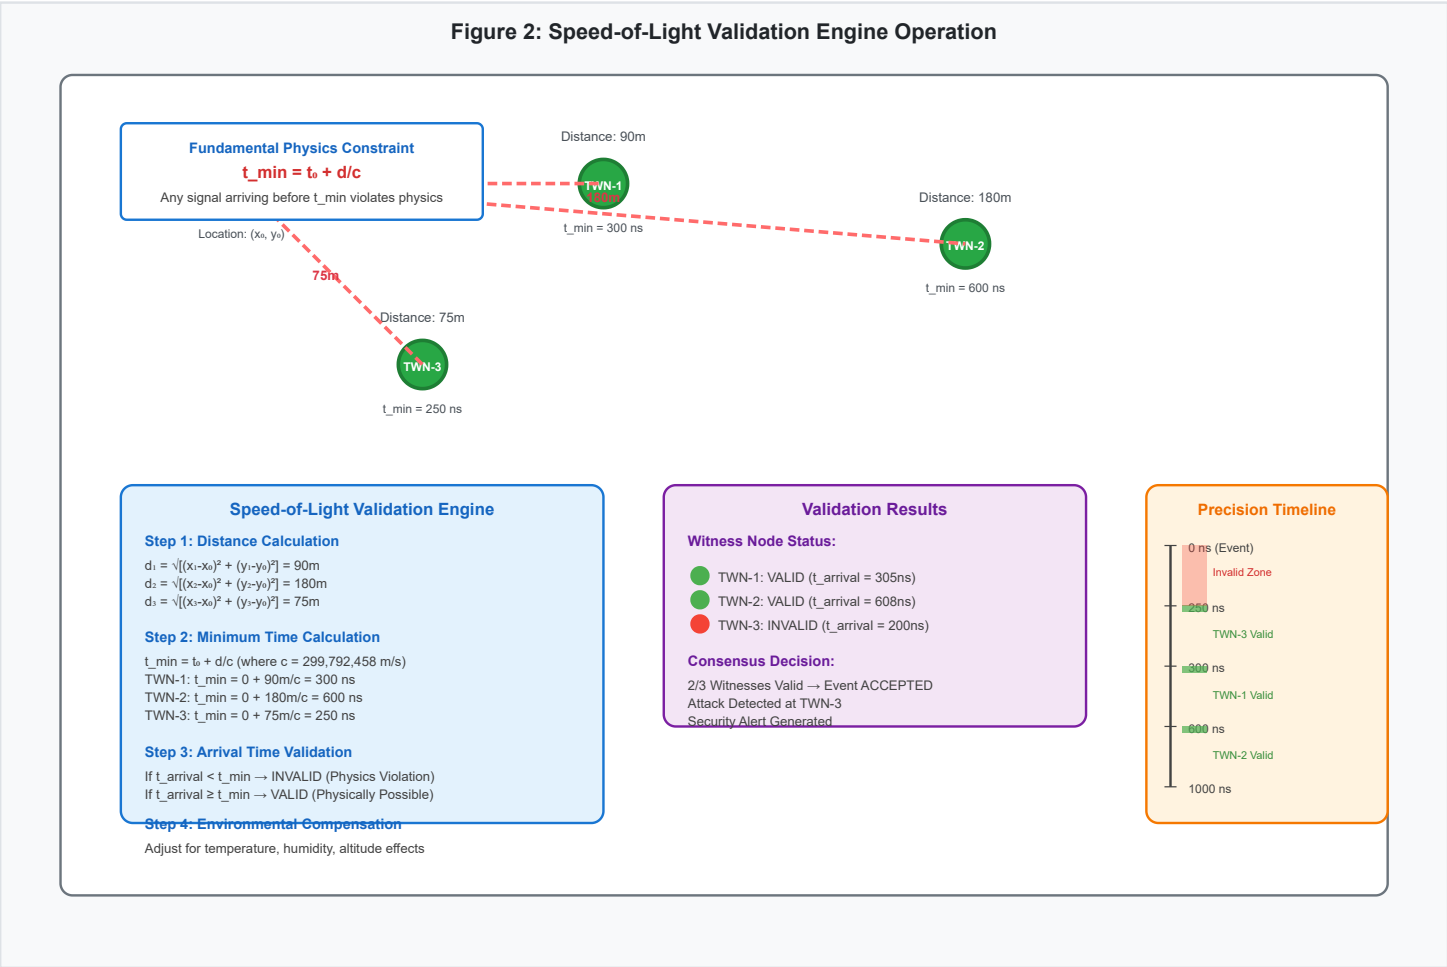 Figure 2: Speed-of-Light Validation Engine Operation
Fundamental Physics Constraint
t_min = t₀ + d/c
Any signal arriving before t_min violates physics
Location: (x₀, y₀)
Distance: 90m
TWN-1
180m
t_min = 300 ns
Distance: 180m
TWN-2
t_min = 600 ns
75m
Distance: 75m
TWN-3
t_min = 250 ns
Speed-of-Light Validation Engine
Step 1: Distance Calculation
d₁ = √[(x₁-x₀)² + (y₁-y₀)²] = 90m
d₂ = √[(x₂-x₀)² + (y₂-y₀)²] = 180m
d₃ = √[(x₃-x₀)² + (y₃-y₀)²] = 75m
Step 2: Minimum Time Calculation
t_min = t₀ + d/c (where c = 299,792,458 m/s)
TWN-1: t_min = 0 + 90m/c = 300 ns
TWN-2: t_min = 0 + 180m/c = 600 ns
TWN-3: t_min = 0 + 75m/c = 250 ns
Step 3: Arrival Time Validation
If t_arrival < t_min → INVALID (Physics Violation)
If t_arrival ≥ t_min → VALID (Physically Possible)
Step 4: Environmental Compensation
Adjust for temperature, humidity, altitude effects
Validation Results
Witness Node Status:
TWN-1: VALID (t_arrival = 305ns)
TWN-2: VALID (t_arrival = 608ns)
TWN-3: INVALID (t_arrival = 200ns)
Consensus Decision:
2/3 Witnesses Valid → Event ACCEPTED
Attack Detected at TWN-3
Security Alert Generated
Precision Timeline
0 ns (Event)
Invalid Zone
250 ns
TWN-3 Valid
300 ns
TWN-1 Valid
600 ns
TWN-2 Valid
1000 ns